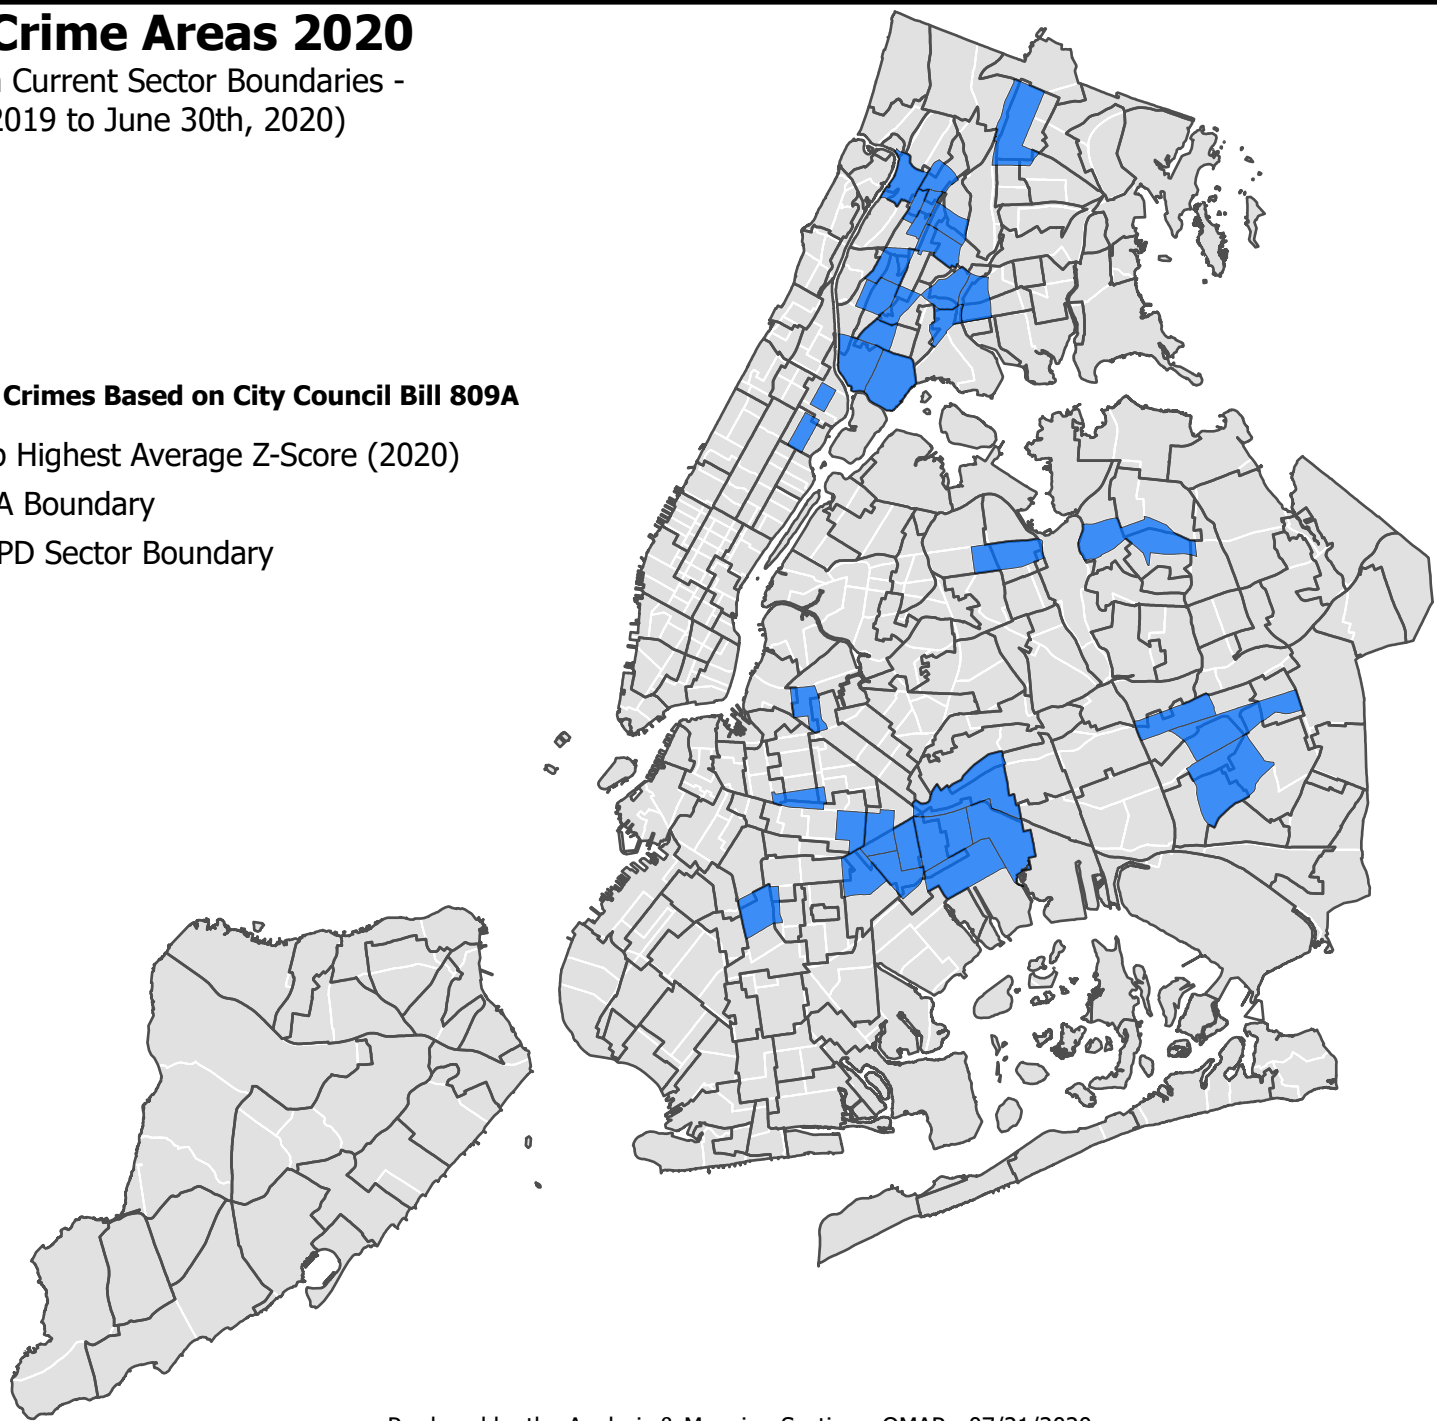 Crime Areas 2020
Current Sector Boundaries -
2019 to June 30th, 2020)
Crimes Based on City Council Bill 809A
Highest Average Z-Score (2020)
A Boundary
PD Sector Boundary